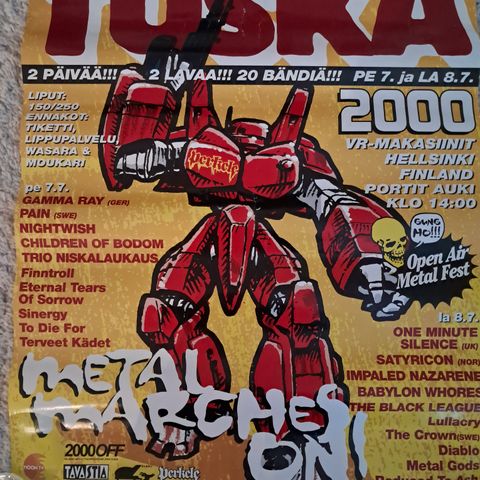 TUSKA
2 PÄIVÄÄ!!! 2 LAVAA!!! 20 BÄNDIÄ!!! PE 7. ja LA 8.7.
LIPUT:
150/250
ENNAKOT:
TIKETTI,
LIPPUPALVELU,
WASARA &
MOUKARI
Perkele
2000
VR-MAKASIINIT
HELLSINKI
FINLAND
PORTIT AUKI
KLO 14:00
GUNG
HO!!!
Open Air
Metal Fest
pe 7.7.
GAMMA RAY (GER)
PAIN (SWE)
NIGHTWISH
CHILDREN OF BODOM
TRIO NISKALAUKAUS
Finntroll
Eternal Tears
Of Sorrow
Sinergy
To Die For
Terveet Kädet
la 8.7.
ONE MINUTE
SILENCE (UK)
SATYRICON (NOR)
IMPALED NAZARENE
BABYLON WHORES
THE BLACK LEAGUE
Lullacry
The Crown (SWE)
Diablo
Metal Gods
Reduced To Ash
METAL
MARCHES
ON!
2000OFF
TAVASTIA
Perkele